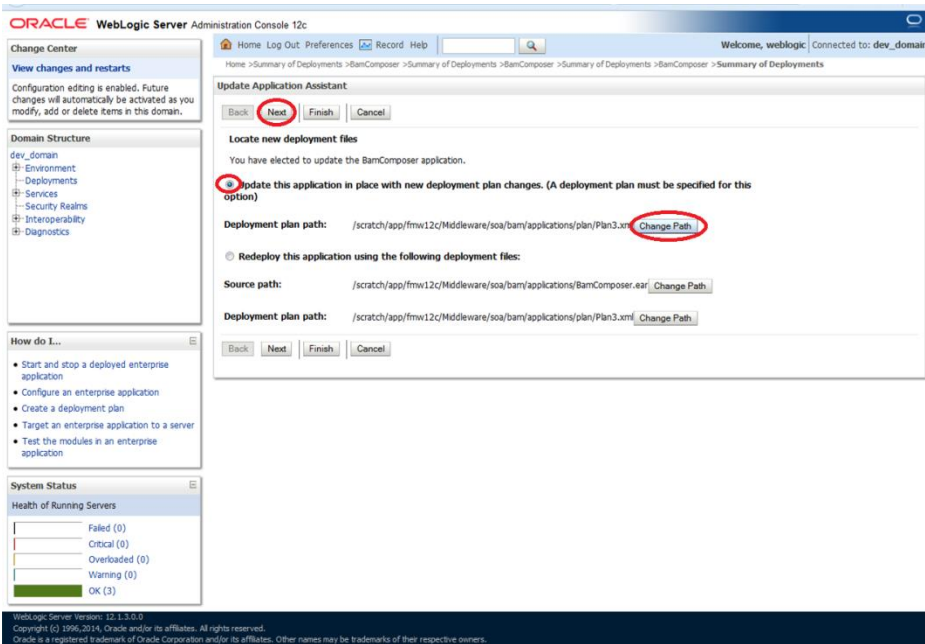 ORACLE WebLogic Server Administration Console 12c
Change Center
View changes and restarts
Configuration editing is enabled. Future
changes will automatically be activated as you
modify, add or delete items in this domain.
Domain Structure
dev_domain
Environment
Deployments
Services
Security Realms
Interoperability
Diagnostics
How do I...
Start and stop a deployed enterprise
application
Configure an enterprise application
Create a deployment plan
Target an enterprise application to a server
Test the modules in an enterprise
application
System Status
Health of Running Servers
Failed (0)
Critical (0)
Overloaded (0)
Warning (0)
OK (3)
Home Log Out Preferences Record Help
Welcome, weblogic Connected to: dev_domain
Home >Summary of Deployments >BamComposer >Summary of Deployments >BamComposer >Summary of Deployments >BamComposer >Summary of Deployments
Update Application Assistant
Back Next Finish Cancel
Locate new deployment files
You have elected to update the BamComposer application.
Update this application in place with new deployment plan changes. (A deployment plan must be specified for this
option)
Deployment plan path: /scratch/app/fmw12c/Middleware/soa/bam/applications/plan/Plan3.xml Change Path
Redeploy this application using the following deployment files:
Source path: /scratch/app/fmw12c/Middleware/soa/bam/applications/BamComposer.ear Change Path
Deployment plan path: /scratch/app/fmw12c/Middleware/soa/bam/applications/plan/Plan3.xml Change Path
Back Next Finish Cancel
WebLogic Server Version: 12.1.3.0.0
Copyright (c) 1996,2014, Oracle and/or its affiliates. All rights reserved.
Oracle is a registered trademark of Oracle Corporation and/or its affiliates. Other names may be trademarks of their respective owners.